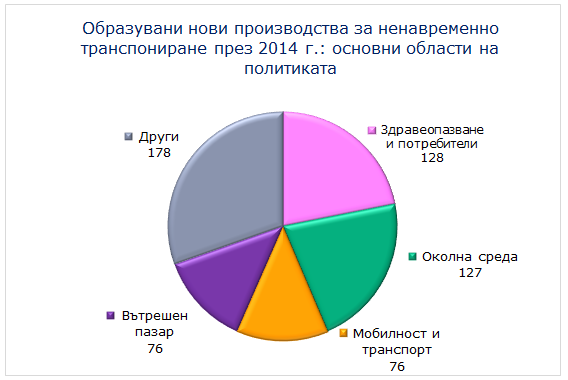 Образувани нови производства за ненавременно
транспониране през 2014 г.: основни области на
политиката
Здравеопазване
и потребители
128
Други
178
Околна среда
127
Вътрешен
пазар
76
Мобилност и
транспорт
76